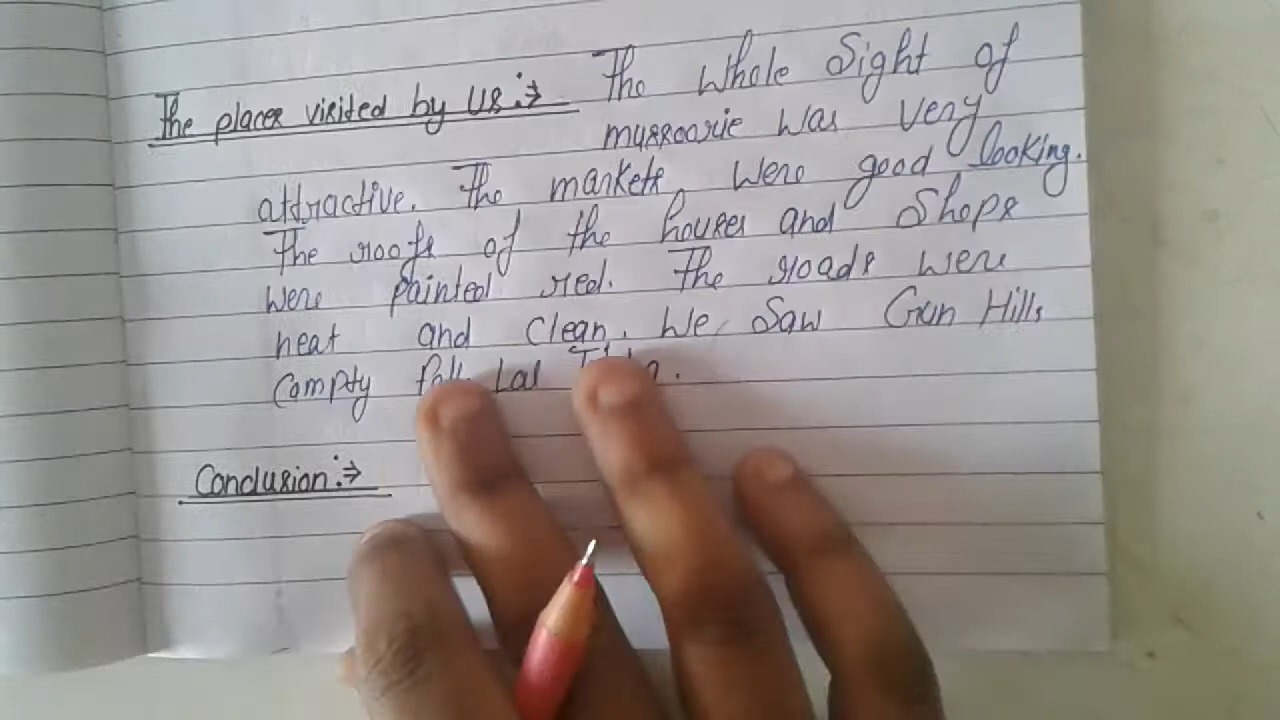 The places visited by us :→ The whole Sight of
mussoorie was very
attractive. The markets were good looking.
The roofs of the houses and Shops
were painted red. The roads were
neat and clean. We saw Gun Hills,
Campty fall Lal
Conclusion :→